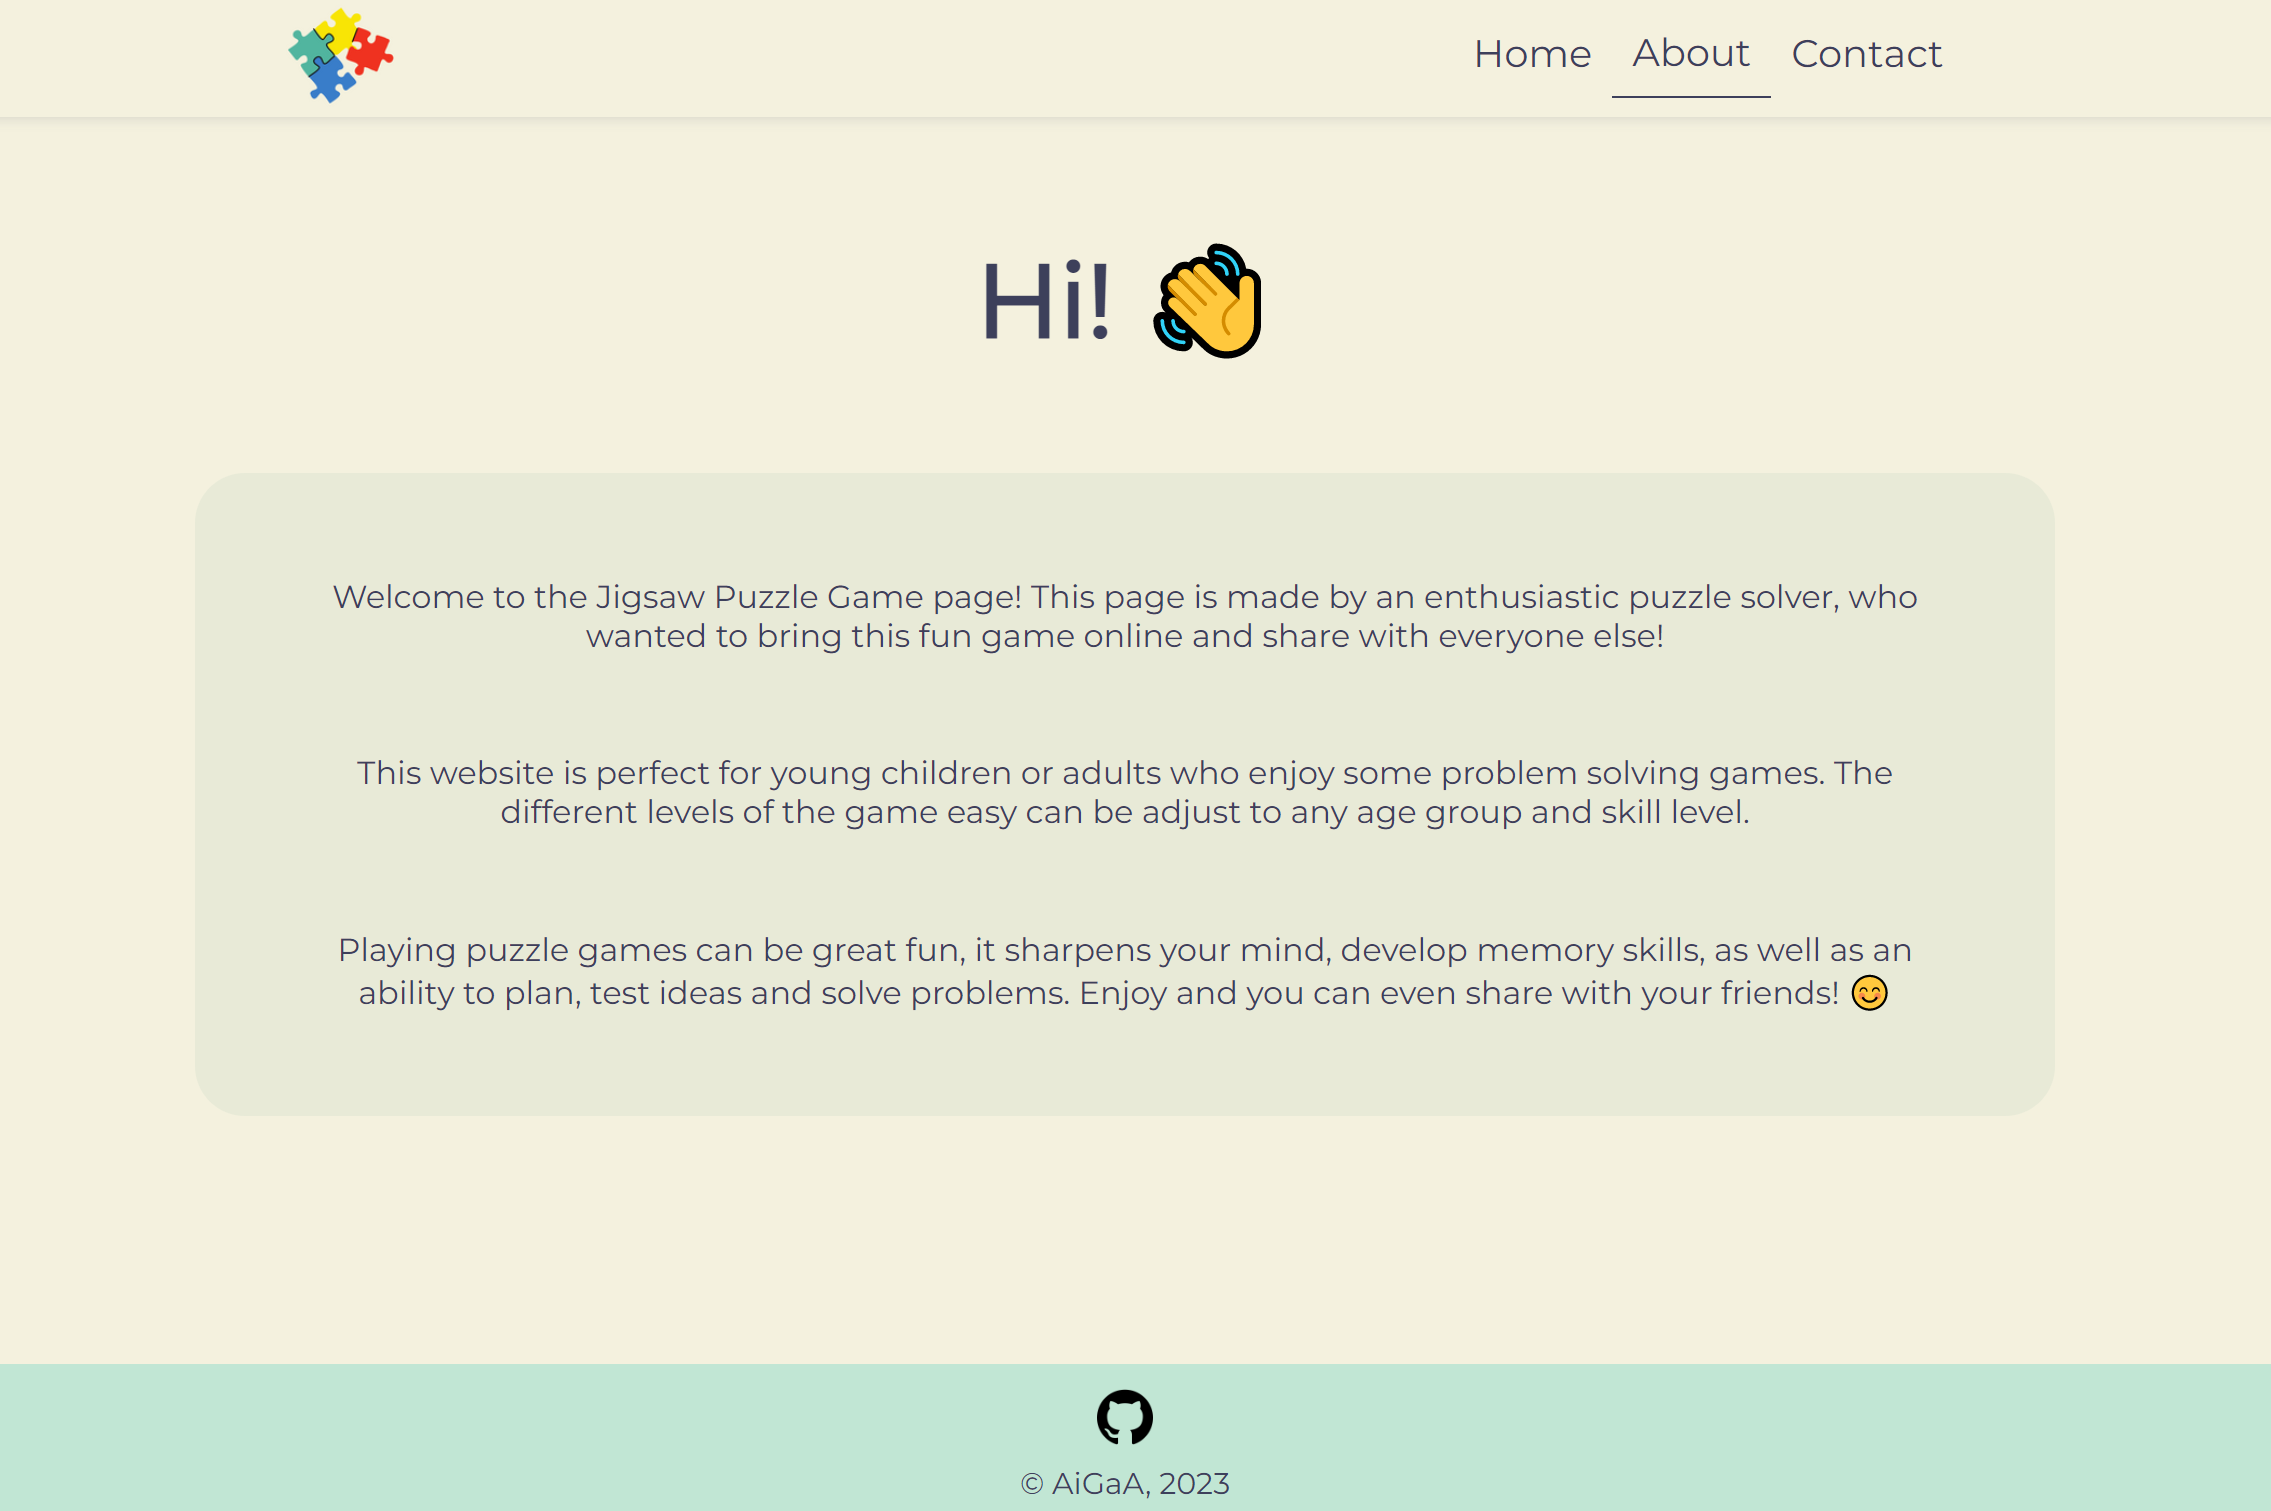 Home About Contact
Hi! 👋
Welcome to the Jigsaw Puzzle Game page! This page is made by an enthusiastic puzzle solver, who
wanted to bring this fun game online and share with everyone else!
This website is perfect for young children or adults who enjoy some problem solving games. The
different levels of the game easy can be adjust to any age group and skill level.
Playing puzzle games can be great fun, it sharpens your mind, develop memory skills, as well as an
ability to plan, test ideas and solve problems. Enjoy and you can even share with your friends! 😊
© AiGaA, 2023